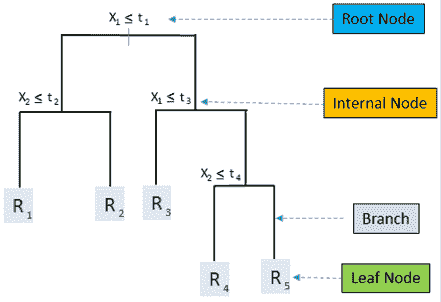 X₁ ≤ t₁
Root Node
X₂ ≤ t₂
X₁ ≤ t₃
Internal Node
X₂ ≤ t₄
R₁
R₂
R₃
Branch
R₄
R₅
Leaf Node